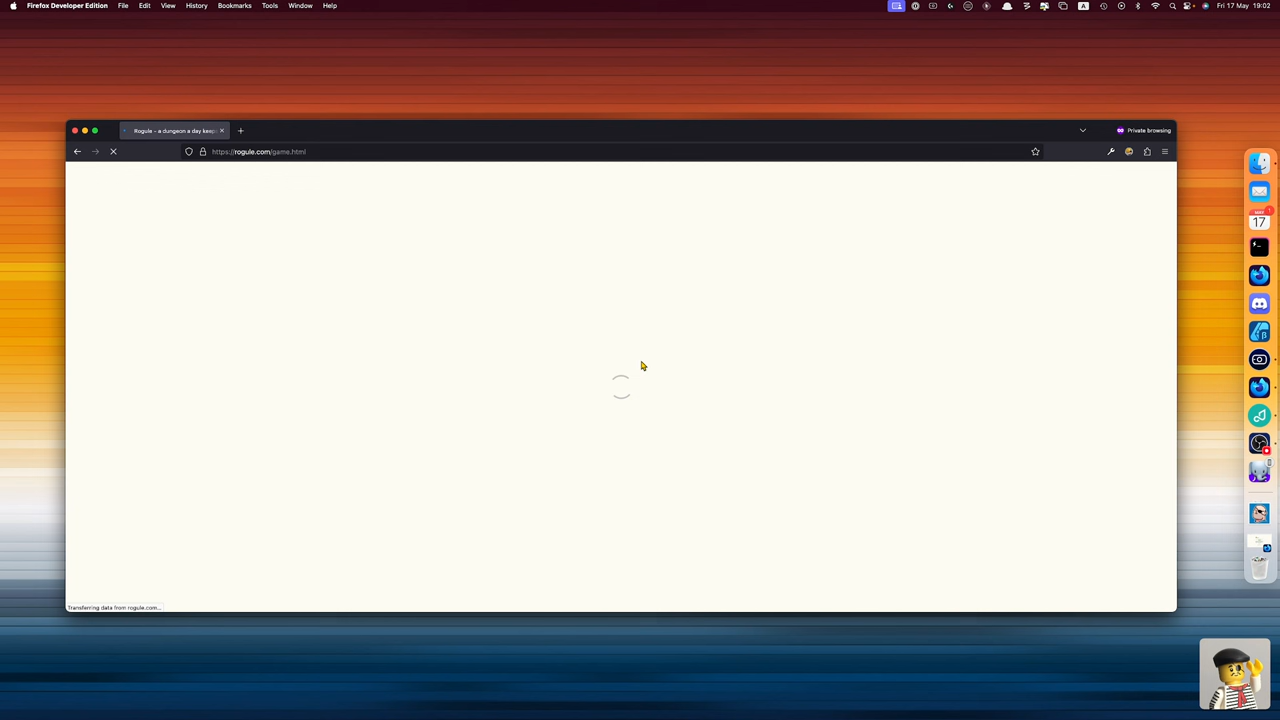 Firefox Developer Edition File Edit View History Bookmarks Tools Window Help
A
Fri 17 May 19:02
Rogule - a dungeon a day keep
Private browsing
https://rogule.com/game.html
17
Transferring data from rogule.com...